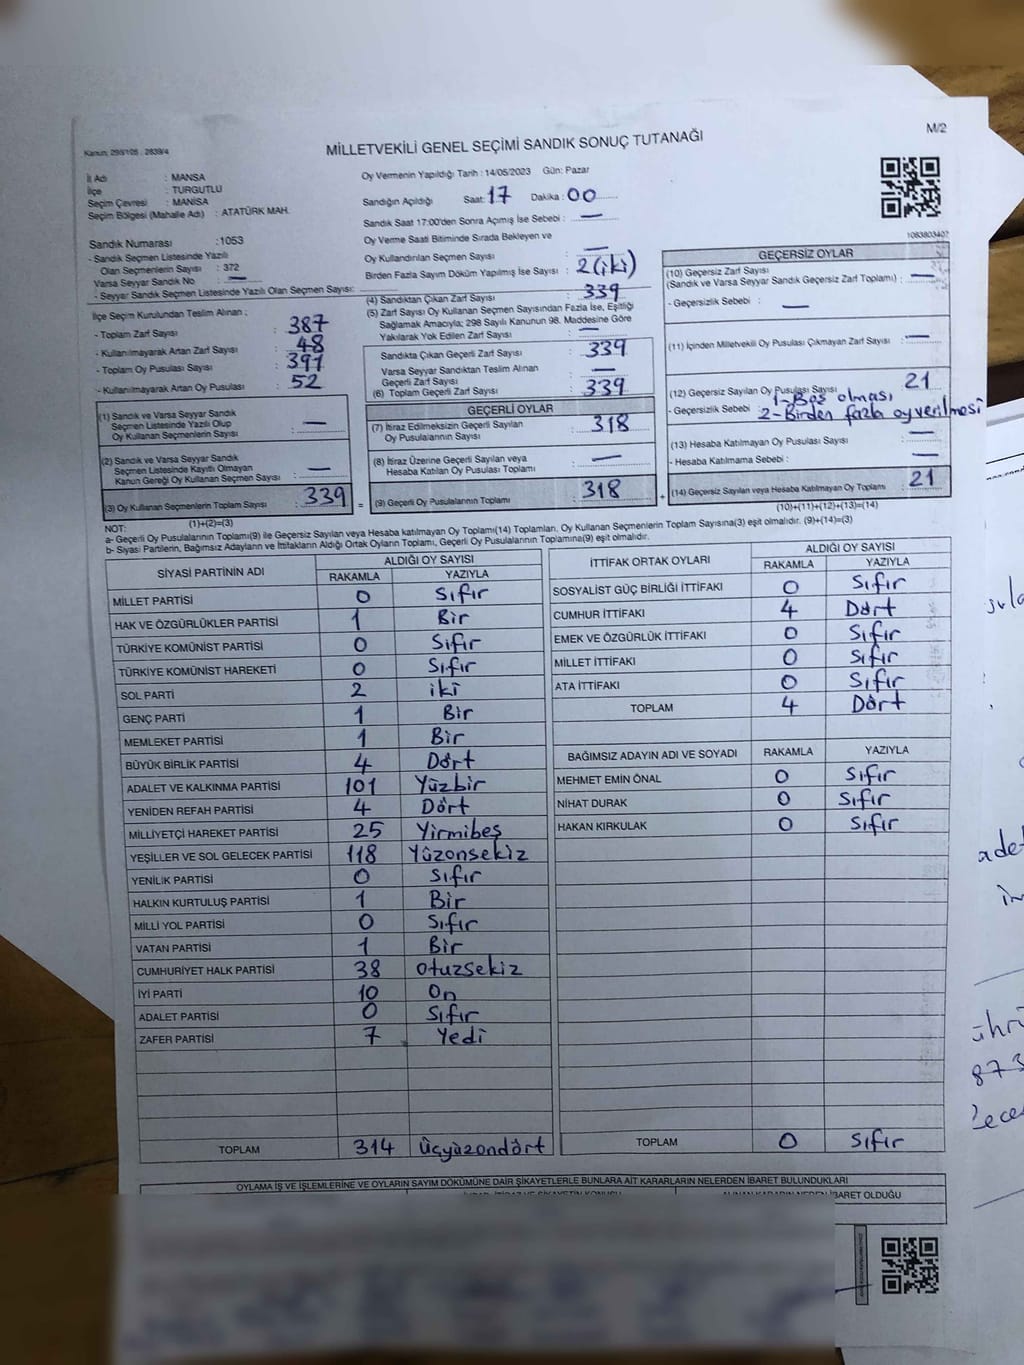 M/2
Kanun: 298/105 . 2839/4
MİLLETVEKİLİ GENEL SEÇİMİ SANDIK SONUÇ TUTANAĞI
İl Adı : MANSA
İlçe : TURGUTLU
Seçim Çevresi : MANİSA
Seçim Bölgesi (Mahalle Adı) : ATATÜRK MAH.
Oy Vermenin Yapıldığı Tarih : 14/05/2023 Gün: Pazar
Sandığın Açıldığı Saat: 17 Dakika : 00
Sandık Saat 17:00'den Sonra Açmış İse Sebebi : —
Oy Verme Saati Bitiminde Sırada Bekleyen ve
Oy Kullandırılan Seçmen Sayısı : —
Birden Fazla Sayım Döküm Yapılmış İse Sayısı : 2 (iki)
Sandık Numarası : 1053
- Sandık Seçmen Listesinde Yazılı
Olan Seçmenlerin Sayısı : 372
Varsa Seyyar Sandık No : —
- Seyyar Sandık Seçmen Listesinde Yazılı Olan Seçmen Sayısı:
İlçe Seçim Kurulundan Teslim Alınan ;
- Toplam Zarf Sayısı : 387
- Kullanılmayarak Artan Zarf Sayısı : 48
- Toplam Oy Pusulası Sayısı : 391
- Kullanılmayarak Artan Oy Pusulası : 52
(1) Sandık ve Varsa Seyyar Sandık
Seçmen Listesinde Yazılı Olup
Oy Kullanan Seçmenlerin Sayısı : —
(2) Sandık ve Varsa Seyyar Sandık
Seçmen Listesinde Kayıtlı Olmayan
Kanun Gereği Oy Kullanan Seçmen Sayısı : —
(3) Oy Kullanan Seçmenlerin Toplam Sayısı : 339
(1)+(2)=(3)
(4) Sandıktan Çıkan Zarf Sayısı : 339
(5) Zarf Sayısı Oy Kullanan Seçmen Sayısından Fazla İse, Eşitliği
Sağlamak Amacıyla; 298 Sayılı Kanunun 98. Maddesine Göre
Yakılarak Yok Edilen Zarf Sayısı : —
Sandıkta Çıkan Geçerli Zarf Sayısı : 339
Varsa Seyyar Sandıktan Teslim Alınan
Geçerli Zarf Sayısı : —
(6) Toplam Geçerli Zarf Sayısı : 339
GEÇERLİ OYLAR
(7) İtiraz Edilmeksizin Geçerli Sayılan
Oy Pusulalarının Sayısı : 318
(8) İtiraz Üzerine Geçerli Sayılan veya
Hesaba Katılan Oy Pusulası Toplamı : —
= (9) Geçerli Oy Pusulalarının Toplamı : 318
1083803407
GEÇERSİZ OYLAR
(10) Geçersiz Zarf Sayısı
(Sandık ve Varsa Seyyar Sandık Geçersiz Zarf Toplamı) : —
- Geçersizlik Sebebi : —
(11) İçinden Milletvekili Oy Pusulası Çıkmayan Zarf Sayısı : —
(12) Geçersiz Sayılan Oy Pusulası Sayısı 21
- Geçersizlik Sebebi 1- Boş olması
2- Birden fazla oy verilmesi
(13) Hesaba Katılmayan Oy Pusulası Sayısı : —
- Hesaba Katılmama Sebebi : —
+ (14) Geçersiz Sayılan veya Hesaba Katılmayan Oy Toplamı : 21
(10)+(11)+(12)+(13)=(14)
NOT:
a- Geçerli Oy Pusulalarının Toplamı(9) ile Geçersiz Sayılan veya Hesaba katılmayan Oy Toplamı(14) Toplamları, Oy Kullanan Seçmenlerin Toplam Sayısına(3) eşit olmalıdır. (9)+(14)=(3)
b- Siyasi Partilerin, Bağımsız Adayların ve İttifakların Aldığı Ortak Oyların Toplamı, Geçerli Oy Pusulalarının Toplamına(9) eşit olmalıdır.
SİYASİ PARTİNİN ADI ALDIĞI OY SAYISI
RAKAMLA YAZIYLA
MİLLET PARTİSİ 0 Sıfır
HAK VE ÖZGÜRLÜKLER PARTİSİ 1 Bir
TÜRKİYE KOMÜNİST PARTİSİ 0 Sıfır
TÜRKİYE KOMÜNİST HAREKETİ 0 Sıfır
SOL PARTİ 2 iki
GENÇ PARTİ 1 Bir
MEMLEKET PARTİSİ 1 Bir
BÜYÜK BİRLİK PARTİSİ 4 Dört
ADALET VE KALKINMA PARTİSİ 101 Yüzbir
YENİDEN REFAH PARTİSİ 4 Dört
MİLLİYETÇİ HAREKET PARTİSİ 25 Yirmibeş
YEŞİLLER VE SOL GELECEK PARTİSİ 118 Yüzonsekiz
YENİLİK PARTİSİ 0 Sıfır
HALKIN KURTULUŞ PARTİSİ 1 Bir
MİLLİ YOL PARTİSİ 0 Sıfır
VATAN PARTİSİ 1 Bir
CUMHURİYET HALK PARTİSİ 38 otuzsekiz
İYİ PARTİ 10 On
ADALET PARTİSİ 0 Sıfır
ZAFER PARTİSİ 7 Yedi
TOPLAM 314 Üçyüzondört
İTTİFAK ORTAK OYLARI ALDIĞI OY SAYISI
RAKAMLA YAZIYLA
SOSYALİST GÜÇ BİRLİĞİ İTTİFAKI 0 Sıfır
CUMHUR İTTİFAKI 4 Dört
EMEK VE ÖZGÜRLÜK İTTİFAKI 0 Sıfır
MİLLET İTTİFAKI 0 Sıfır
ATA İTTİFAKI 0 Sıfır
TOPLAM 4 Dört
BAĞIMSIZ ADAYIN ADI VE SOYADI RAKAMLA YAZIYLA
MEHMET EMİN ÖNAL 0 Sıfır
NİHAT DURAK 0 Sıfır
HAKAN KIRKULAK 0 Sıfır
TOPLAM 0 Sıfır
OYLAMA İŞ VE İŞLEMLERİNE VE OYLARIN SAYIM DÖKÜMÜNE DAİR ŞİKAYETLERLE BUNLARA AİT KARARLARIN NELERDEN İBARET BULUNDUKLARI
İBARET OLDUĞU
873